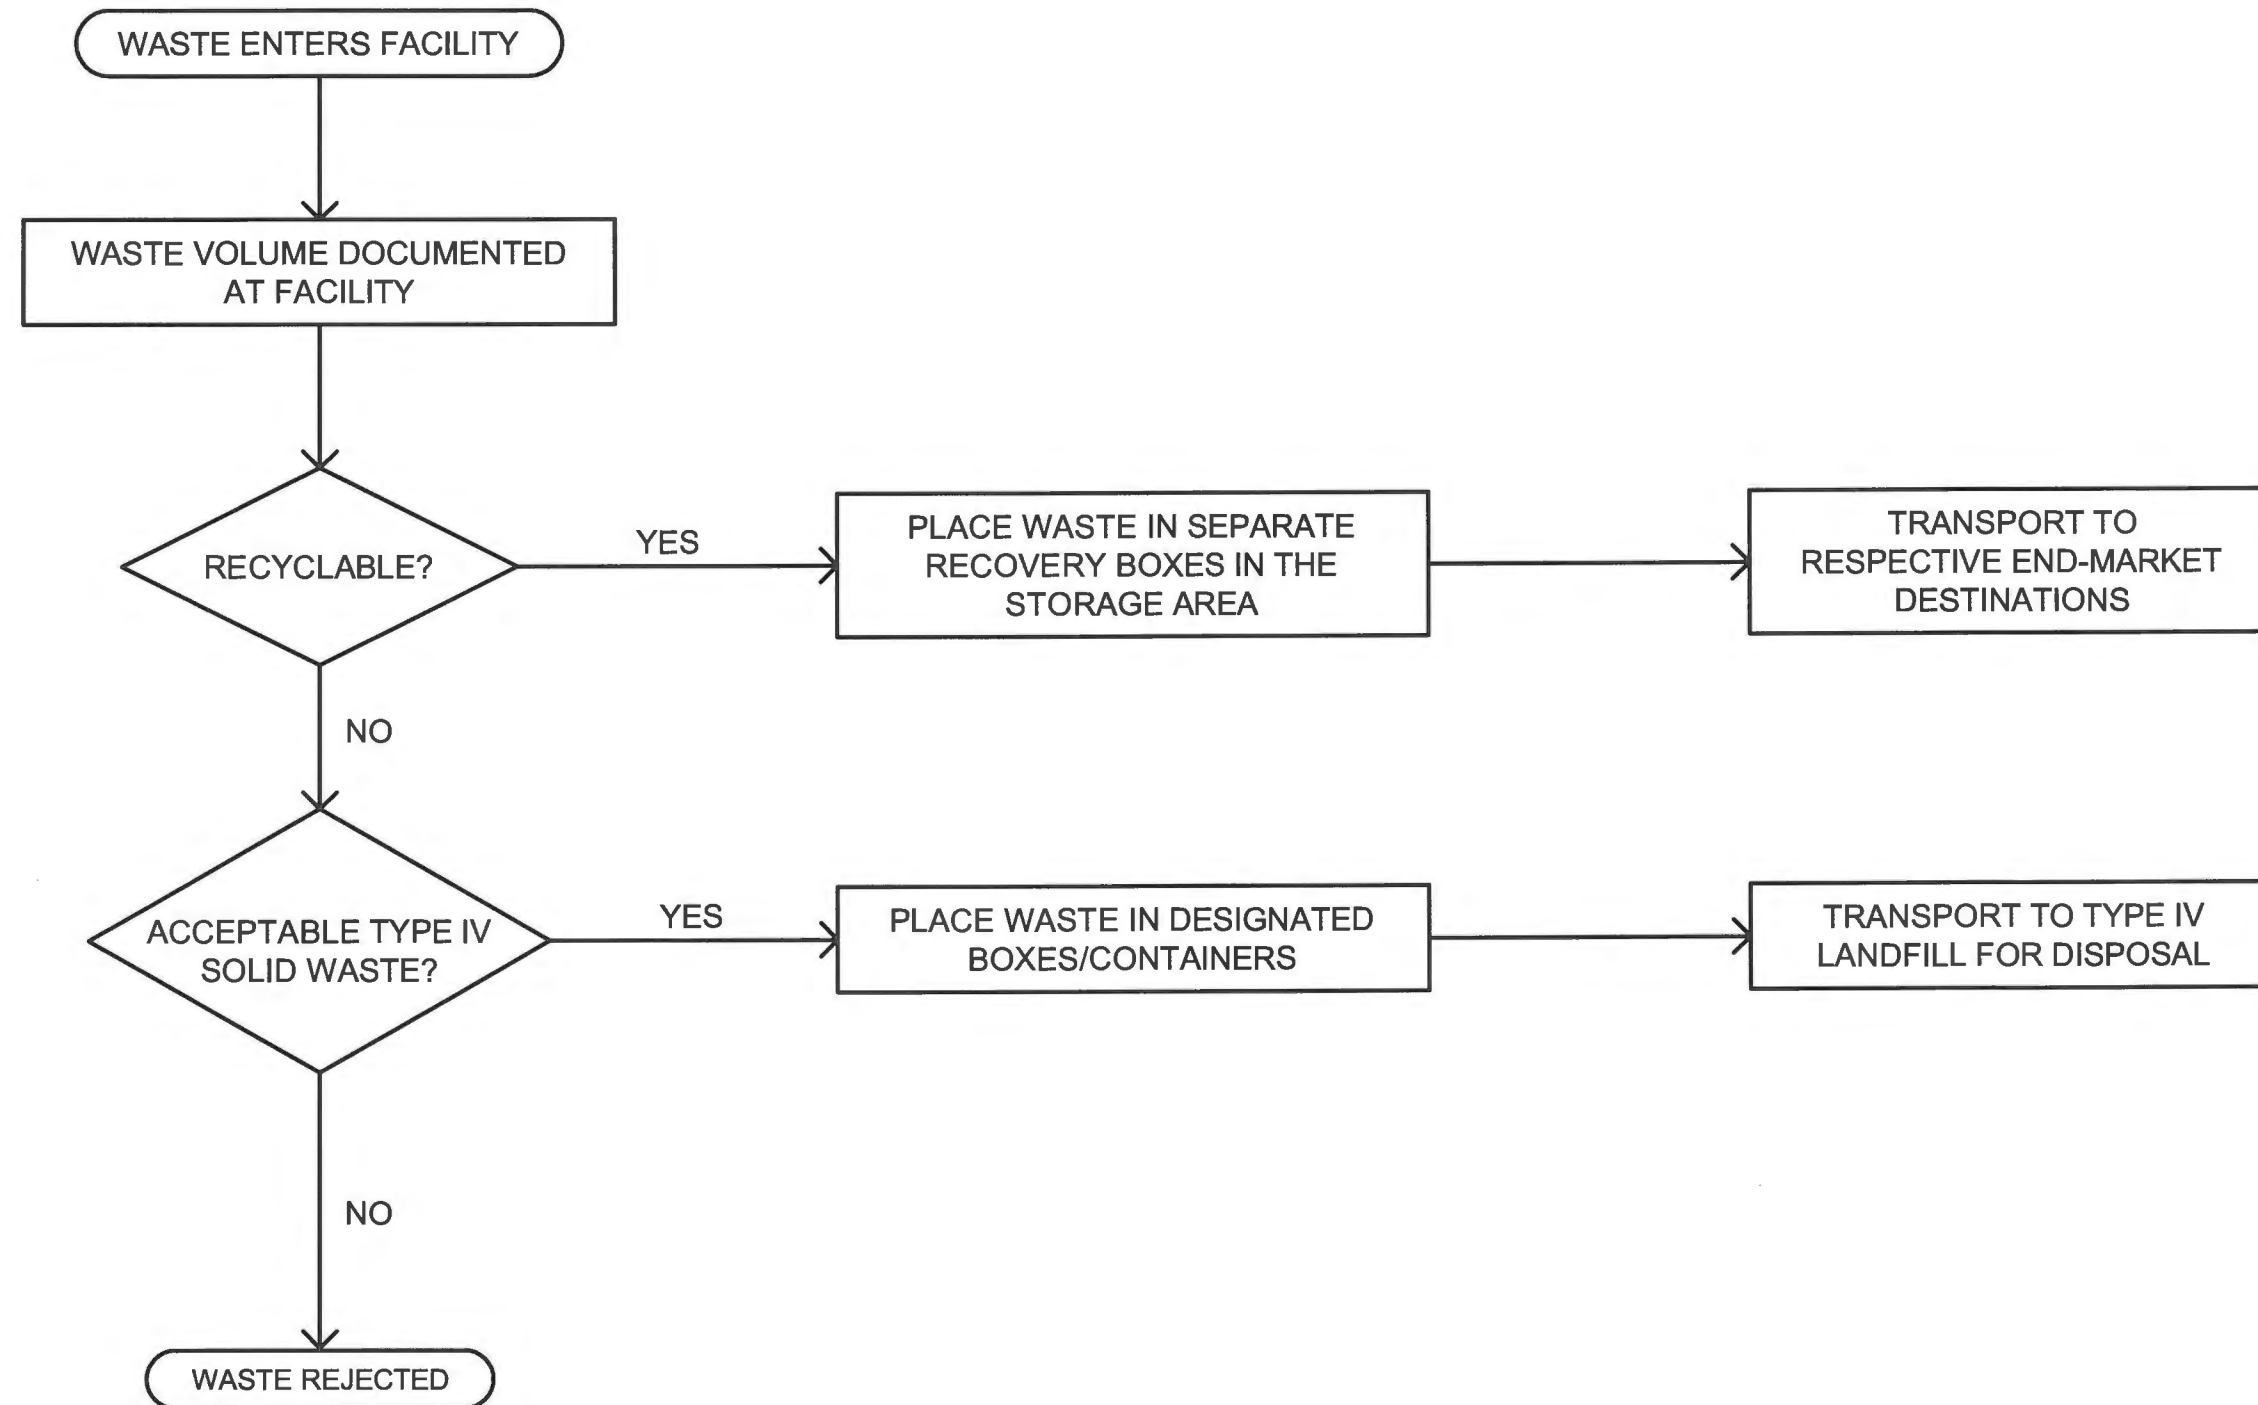 WASTE ENTERS FACILITY
WASTE VOLUME DOCUMENTED
AT FACILITY
RECYCLABLE?
YES
PLACE WASTE IN SEPARATE
RECOVERY BOXES IN THE
STORAGE AREA
TRANSPORT TO
RESPECTIVE END-MARKET
DESTINATIONS
NO
ACCEPTABLE TYPE IV
SOLID WASTE?
YES
PLACE WASTE IN DESIGNATED
BOXES/CONTAINERS
TRANSPORT TO TYPE IV
LANDFILL FOR DISPOSAL
NO
WASTE REJECTED